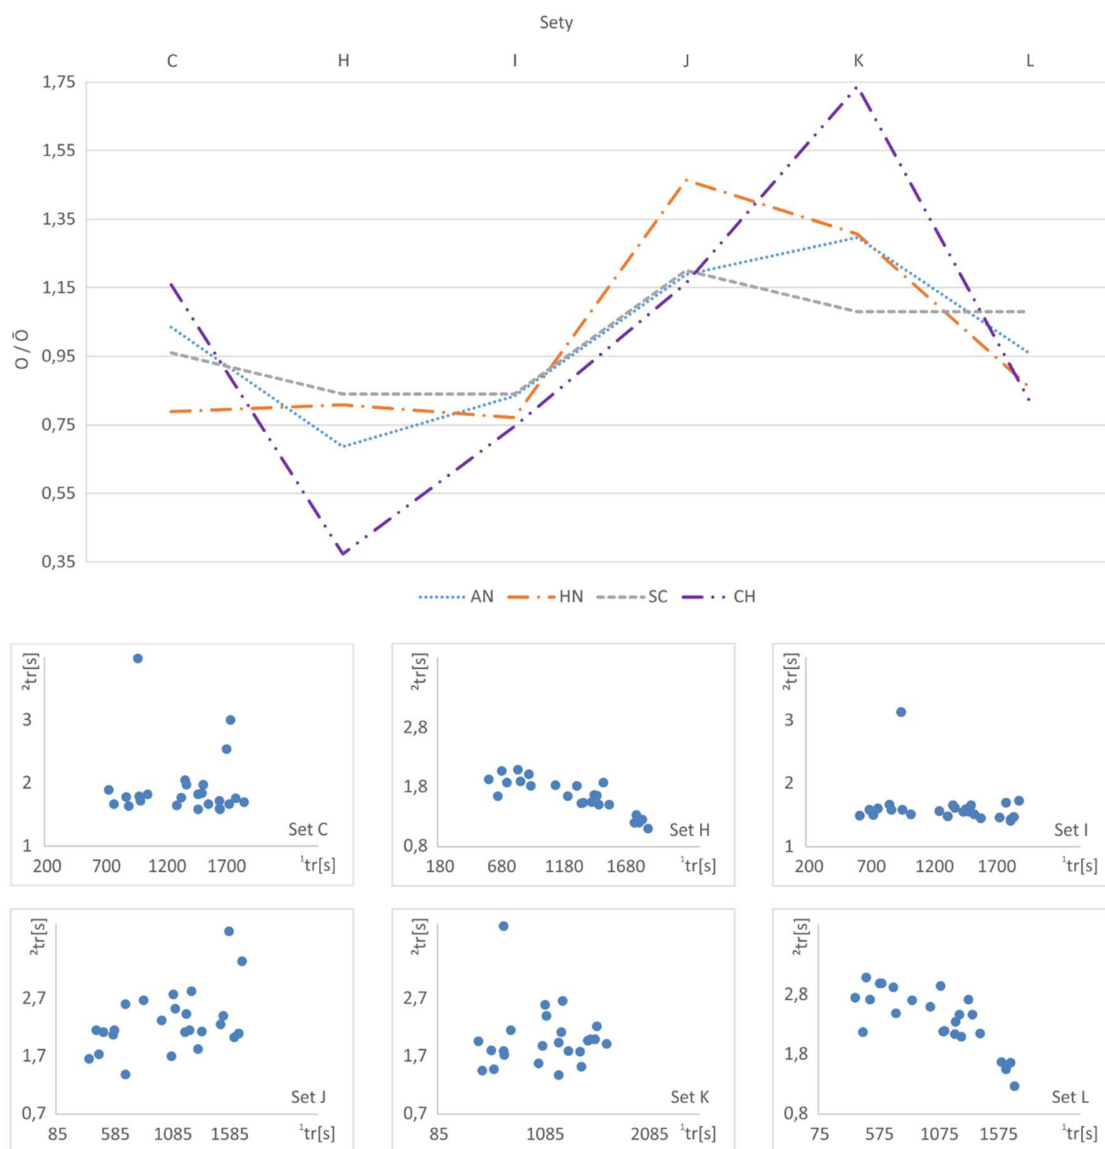 Sety
C H I J K L
1,75
1,55
1,35
1,15
0,95
0,75
0,55
0,35
O / Ō
AN HN SC CH
²tr[s]
3
2
1
200 700 1200 1700 ¹tr[s]
Set C
²tr[s]
2,8
1,8
0,8
180 680 1180 1680 ¹tr[s]
Set H
²tr[s]
3
2
1
200 700 1200 1700 ¹tr[s]
Set I
²tr[s]
2,7
1,7
0,7
85 585 1085 1585 ¹tr[s]
Set J
²tr[s]
2,7
1,7
0,7
85 1085 2085 ¹tr[s]
Set K
²tr[s]
2,8
1,8
0,8
75 575 1075 1575 ¹tr[s]
Set L